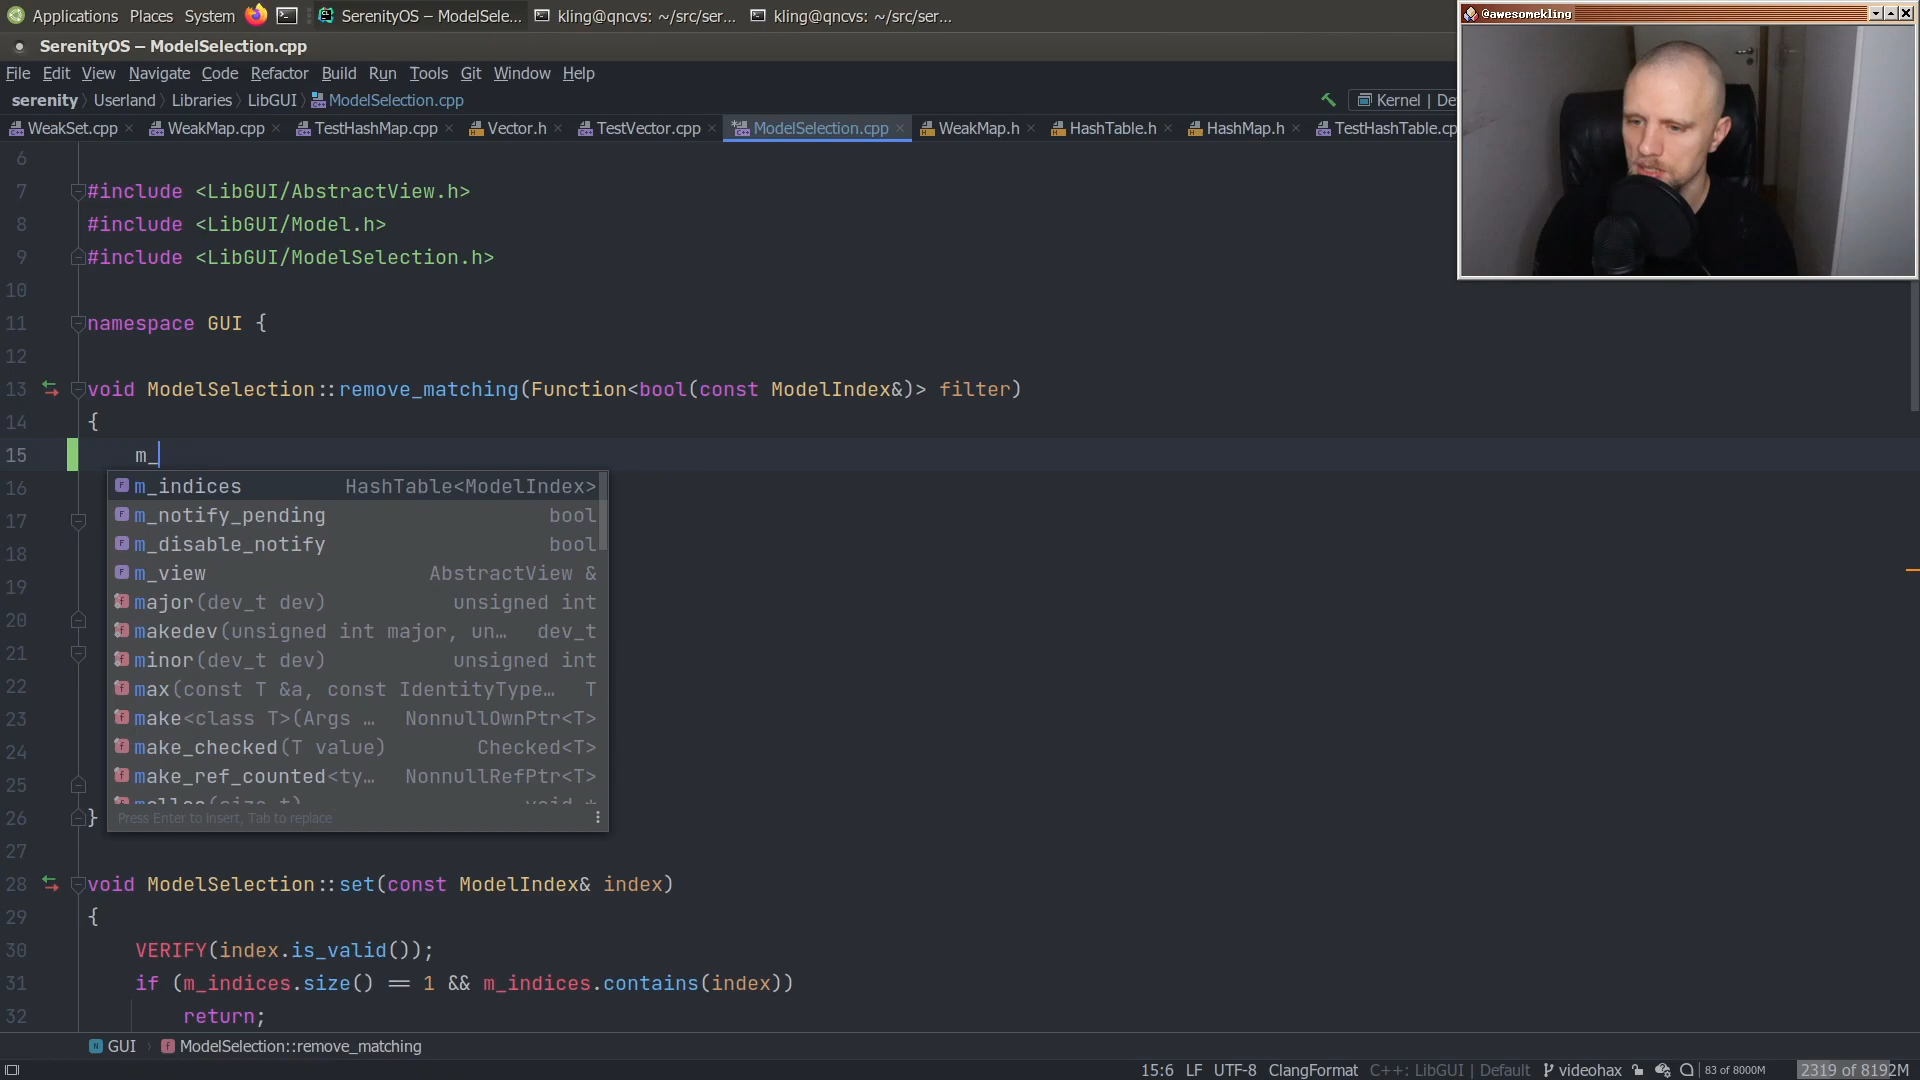 Applications Places System SerenityOS – ModelSele... kling@qncvs: ~/src/ser... kling@qncvs: ~/src/ser...
@awesomekling
SerenityOS – ModelSelection.cpp
File Edit View Navigate Code Refactor Build Run Tools Git Window Help
serenity Userland Libraries LibGUI ModelSelection.cpp Kernel | De
WeakSet.cpp WeakMap.cpp TestHashMap.cpp Vector.h TestVector.cpp ModelSelection.cpp WeakMap.h HashTable.h HashMap.h TestHashTable.cp
6
7 #include <LibGUI/AbstractView.h>
8 #include <LibGUI/Model.h>
9 #include <LibGUI/ModelSelection.h>
10
11 namespace GUI {
12
13 void ModelSelection::remove_matching(Function<bool(const ModelIndex&)> filter)
14 {
15 m_
16 m_indices HashTable<ModelIndex>
m_notify_pending bool
17
m_disable_notify bool
18
m_view AbstractView &
19
major(dev_t dev) unsigned int
20
makedev(unsigned int major, un... dev_t
21
minor(dev_t dev) unsigned int
22
max(const T &a, const IdentityType... T
23 make<class T>(Args ... NonnullOwnPtr<T>
24 make_checked(T value) Checked<T>
25 make_ref_counted<ty... NonnullRefPtr<T>
26 } Press Enter to insert, Tab to replace
27
28 void ModelSelection::set(const ModelIndex& index)
29 {
30 VERIFY(index.is_valid());
31 if (m_indices.size() == 1 && m_indices.contains(index))
32 return;
GUI ModelSelection::remove_matching
15:6 LF UTF-8 ClangFormat C++: LibGUI | Default videohax 83 of 8000M 2319 of 8192M